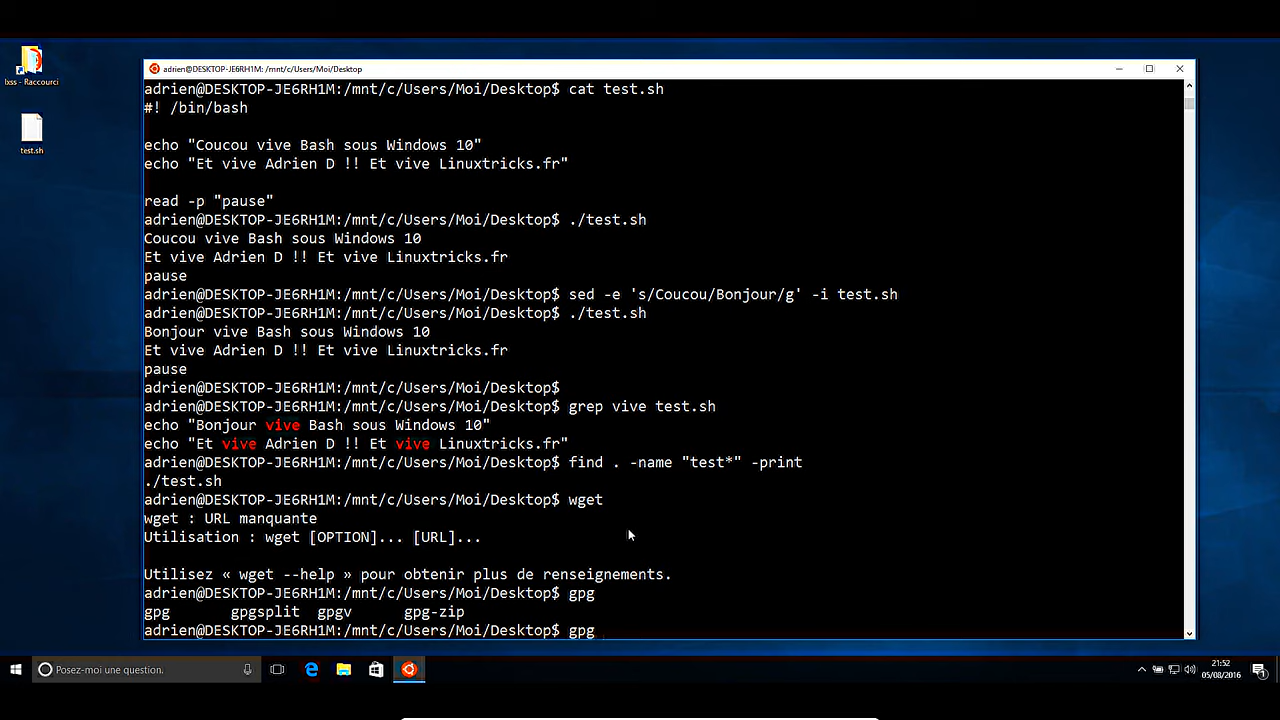 adrien@DESKTOP-JE6RH1M: /mnt/c/Users/Moi/Desktop
lxss - Raccourci
test.sh
adrien@DESKTOP-JE6RH1M:/mnt/c/Users/Moi/Desktop$ cat test.sh
#! /bin/bash
echo "Coucou vive Bash sous Windows 10"
echo "Et vive Adrien D !! Et vive Linuxtricks.fr"
read -p "pause"
adrien@DESKTOP-JE6RH1M:/mnt/c/Users/Moi/Desktop$ ./test.sh
Coucou vive Bash sous Windows 10
Et vive Adrien D !! Et vive Linuxtricks.fr
pause
adrien@DESKTOP-JE6RH1M:/mnt/c/Users/Moi/Desktop$ sed -e 's/Coucou/Bonjour/g' -i test.sh
adrien@DESKTOP-JE6RH1M:/mnt/c/Users/Moi/Desktop$ ./test.sh
Bonjour vive Bash sous Windows 10
Et vive Adrien D !! Et vive Linuxtricks.fr
pause
adrien@DESKTOP-JE6RH1M:/mnt/c/Users/Moi/Desktop$
adrien@DESKTOP-JE6RH1M:/mnt/c/Users/Moi/Desktop$ grep vive test.sh
echo "Bonjour vive Bash sous Windows 10"
echo "Et vive Adrien D !! Et vive Linuxtricks.fr"
adrien@DESKTOP-JE6RH1M:/mnt/c/Users/Moi/Desktop$ find . -name "test*" -print
./test.sh
adrien@DESKTOP-JE6RH1M:/mnt/c/Users/Moi/Desktop$ wget
wget : URL manquante
Utilisation : wget [OPTION]... [URL]...
Utilisez « wget --help » pour obtenir plus de renseignements.
adrien@DESKTOP-JE6RH1M:/mnt/c/Users/Moi/Desktop$ gpg
gpg gpgsplit gpgv gpg-zip
adrien@DESKTOP-JE6RH1M:/mnt/c/Users/Moi/Desktop$ gpg
Posez-moi une question.
21:52
05/08/2016
1